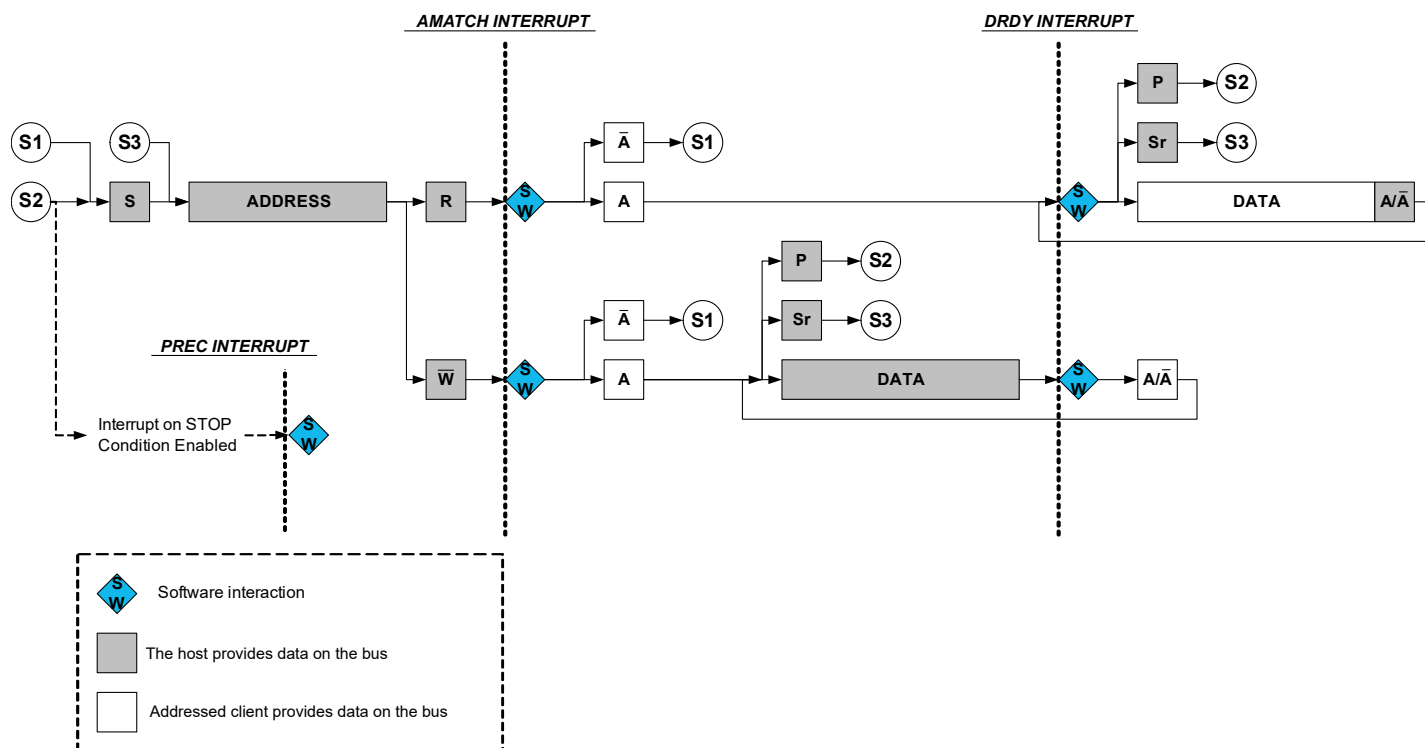 AMATCH INTERRUPT
DRDY INTERRUPT
P
S2
S1
S3
A̅
S1
Sr
S3
S2
S
ADDRESS
R
S
W
A
S
W
DATA
A/A̅
P
S2
A̅
S1
Sr
S3
PREC INTERRUPT
W̅
S
W
A
DATA
S
W
A/A̅
Interrupt on STOP
Condition Enabled
S
W
S
W
Software interaction
The host provides data on the bus
Addressed client provides data on the bus